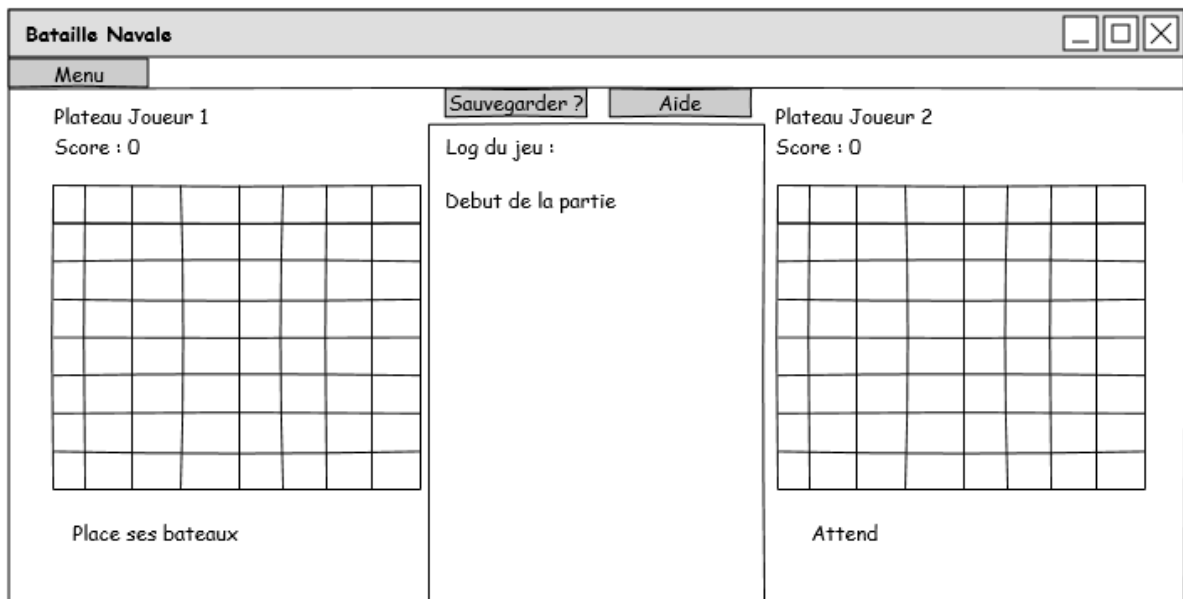 Bataille Navale
Menu
Sauvegarder ?
Aide
Plateau Joueur 1
Score : 0
Log du jeu :
Debut de la partie
Plateau Joueur 2
Score : 0
Place ses bateaux
Attend